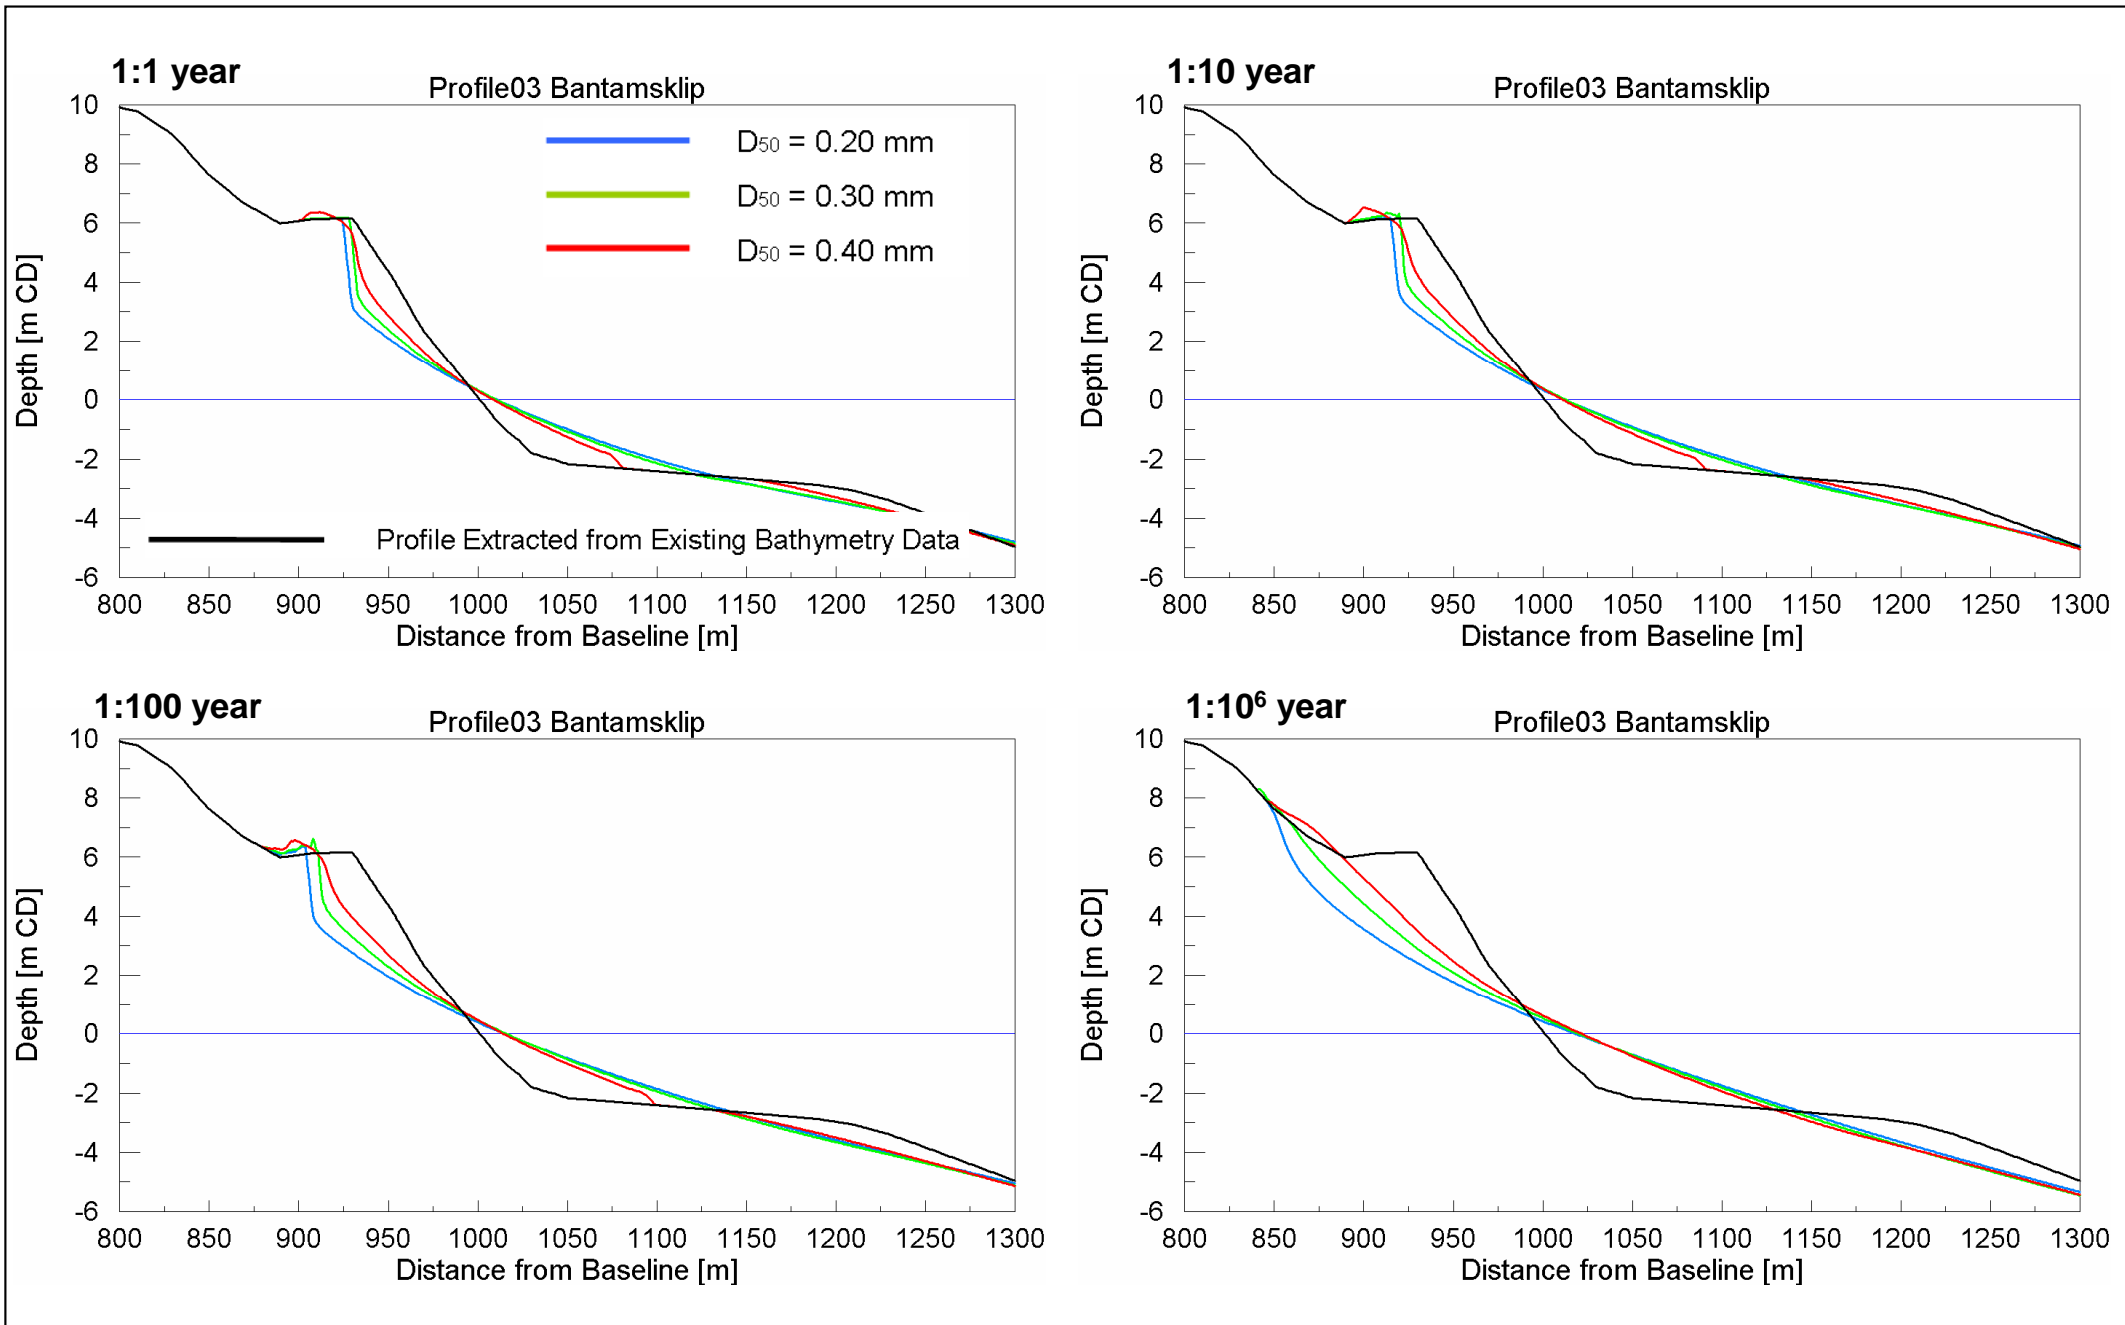 1:1 year
Profile03 Bantamsklip
10
8
6
4
2
0
-2
-4
-6
Depth [m CD]
D50 = 0.20 mm
D50 = 0.30 mm
D50 = 0.40 mm
Profile Extracted from Existing Bathymetry Data
800 850 900 950 1000 1050 1100 1150 1200 1250 1300
Distance from Baseline [m]
1:10 year
Profile03 Bantamsklip
10
8
6
4
2
0
-2
-4
-6
Depth [m CD]
800 850 900 950 1000 1050 1100 1150 1200 1250 1300
Distance from Baseline [m]
1:100 year
Profile03 Bantamsklip
10
8
6
4
2
0
-2
-4
-6
Depth [m CD]
800 850 900 950 1000 1050 1100 1150 1200 1250 1300
Distance from Baseline [m]
1:10⁶ year
Profile03 Bantamsklip
10
8
6
4
2
0
-2
-4
-6
Depth [m CD]
800 850 900 950 1000 1050 1100 1150 1200 1250 1300
Distance from Baseline [m]